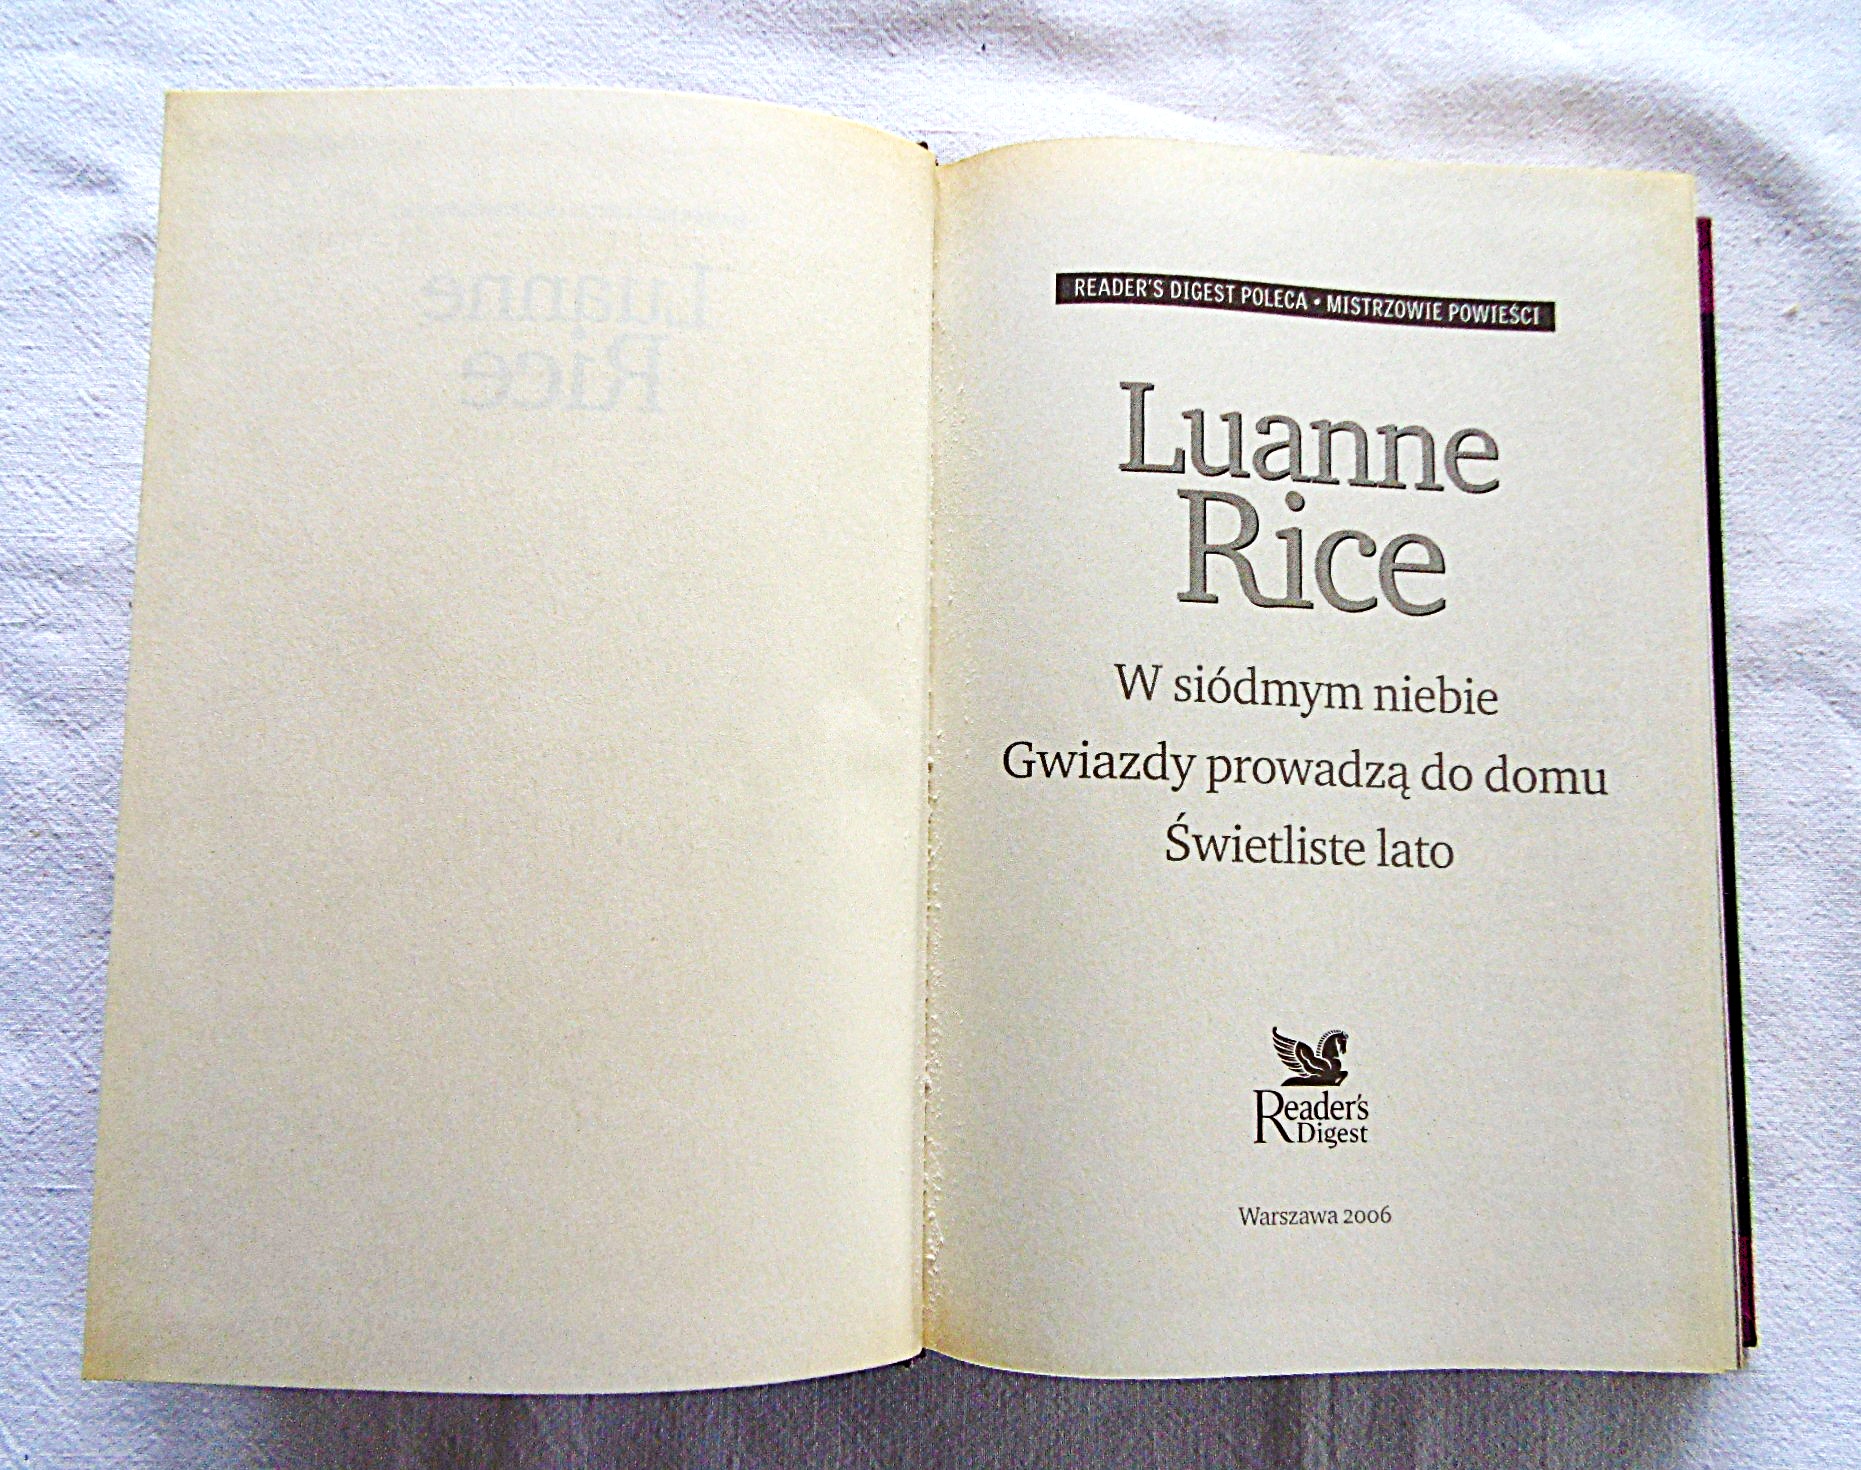 READER'S DIGEST POLECA • MISTRZOWIE POWIEŚCI
Luanne
Rice
W siódmym niebie
Gwiazdy prowadzą do domu
Świetliste lato
Reader's
Digest
Warszawa 2006